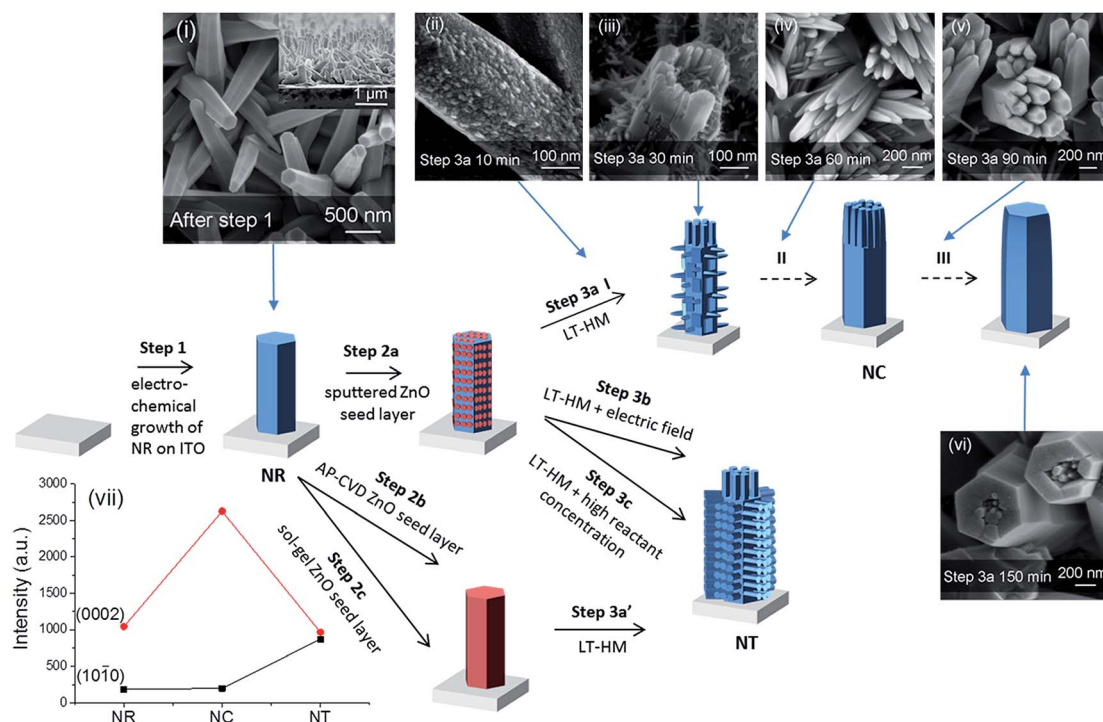 (i)
1 µm
After step 1
500 nm
(ii)
Step 3a 10 min
100 nm
(iii)
Step 3a 30 min
100 nm
(iv)
Step 3a 60 min
200 nm
(v)
Step 3a 90 min
200 nm
Step 1
electro-
chemical
growth of
NR on ITO
NR
Step 2a
sputtered ZnO
seed layer
Step 3a I
LT-HM
II
NC
III
Step 3b
LT-HM + electric field
Step 3c
LT-HM + high reactant
concentration
NT
(vi)
Step 3a 150 min
200 nm
Step 2b
AP-CVD ZnO seed layer
Step 2c
sol-gel ZnO seed layer
Step 3a'
LT-HM
(vii)
Intensity (a.u.)
3000
2500
2000
1500
1000
500
0
(0002)
(101̄0)
NR
NC
NT